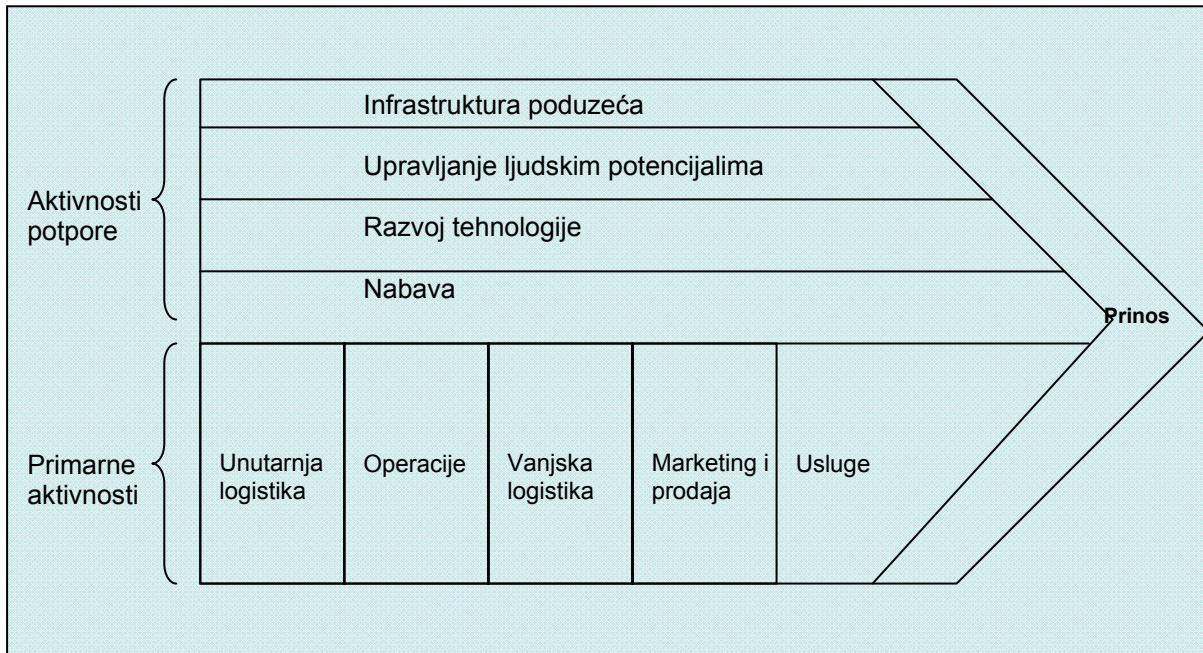 Aktivnosti
potpore
Infrastruktura poduzeća
Upravljanje ljudskim potencijalima
Razvoj tehnologije
Nabava
Prinos
Primarne
aktivnosti
Unutarnja
logistika
Operacije
Vanjska
logistika
Marketing i
prodaja
Usluge